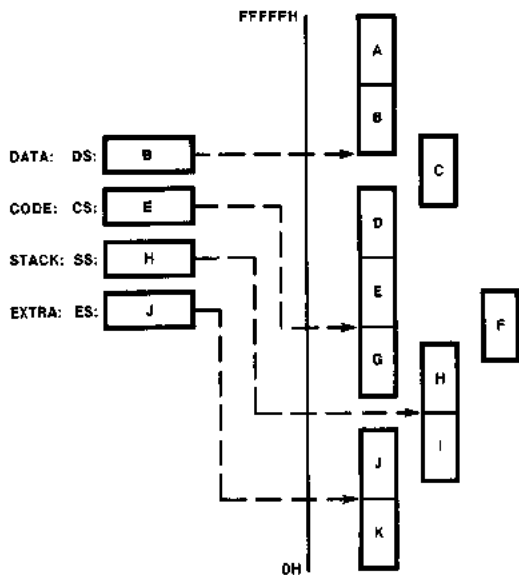 FFFFFH
A
B
DATA: DS: B
C
CODE: CS: E
D
STACK: SS: H
E
EXTRA: ES: J
F
G
H
I
J
K
0H